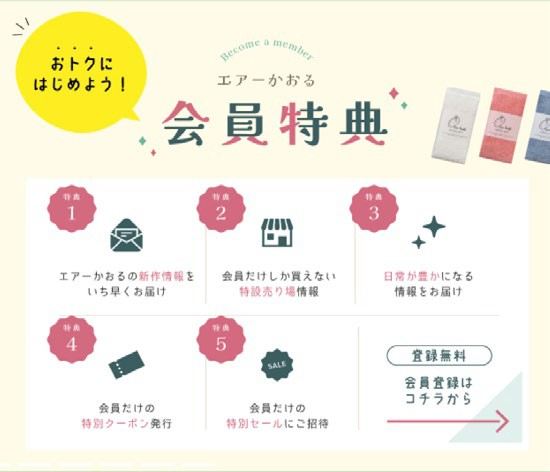 おトクに
はじめよう！
Become a member
エアーかおる
会員特典
特典
1
エアーかおるの新作情報を
いち早くお届け
特典
2
会員だけしか買えない
特設売り場情報
特典
3
日常が豊かになる
情報をお届け
特典
4
会員だけの
特別クーポン発行
特典
5
SALE
会員だけの
特別セールにご招待
登録無料
会員登録は
コチラから